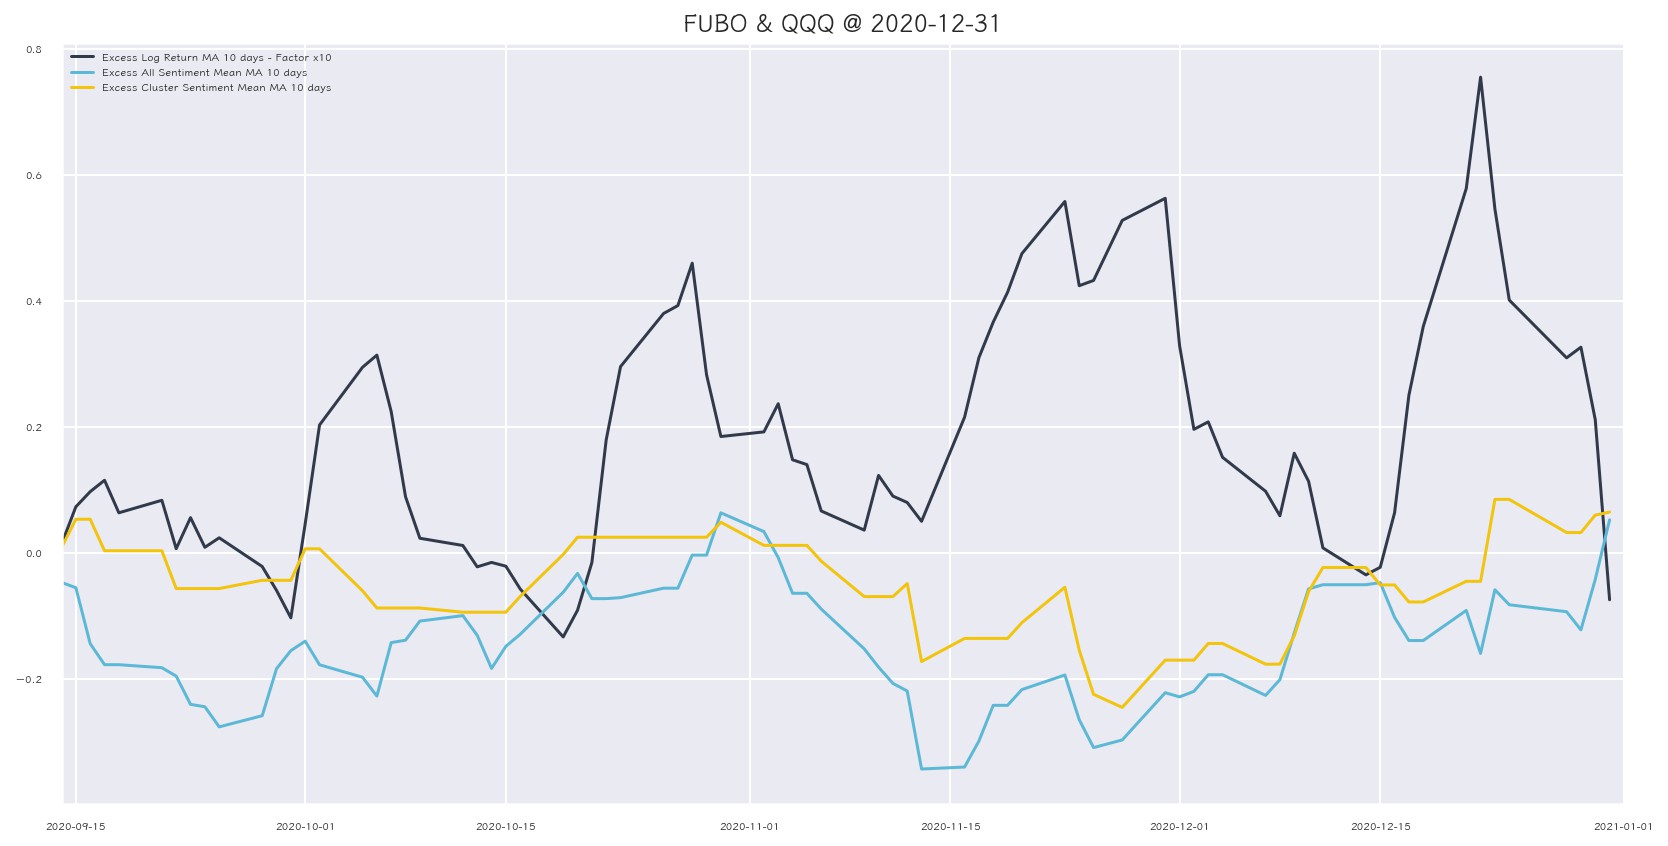 FUBO & QQQ @ 2020-12-31
Excess Log Return MA 10 days - Factor x10
Excess All Sentiment Mean MA 10 days
Excess Cluster Sentiment Mean MA 10 days
0.8
0.6
0.4
0.2
0.0
−0.2
2020-09-15 2020-10-01 2020-10-15 2020-11-01 2020-11-15 2020-12-01 2020-12-15 2021-01-01